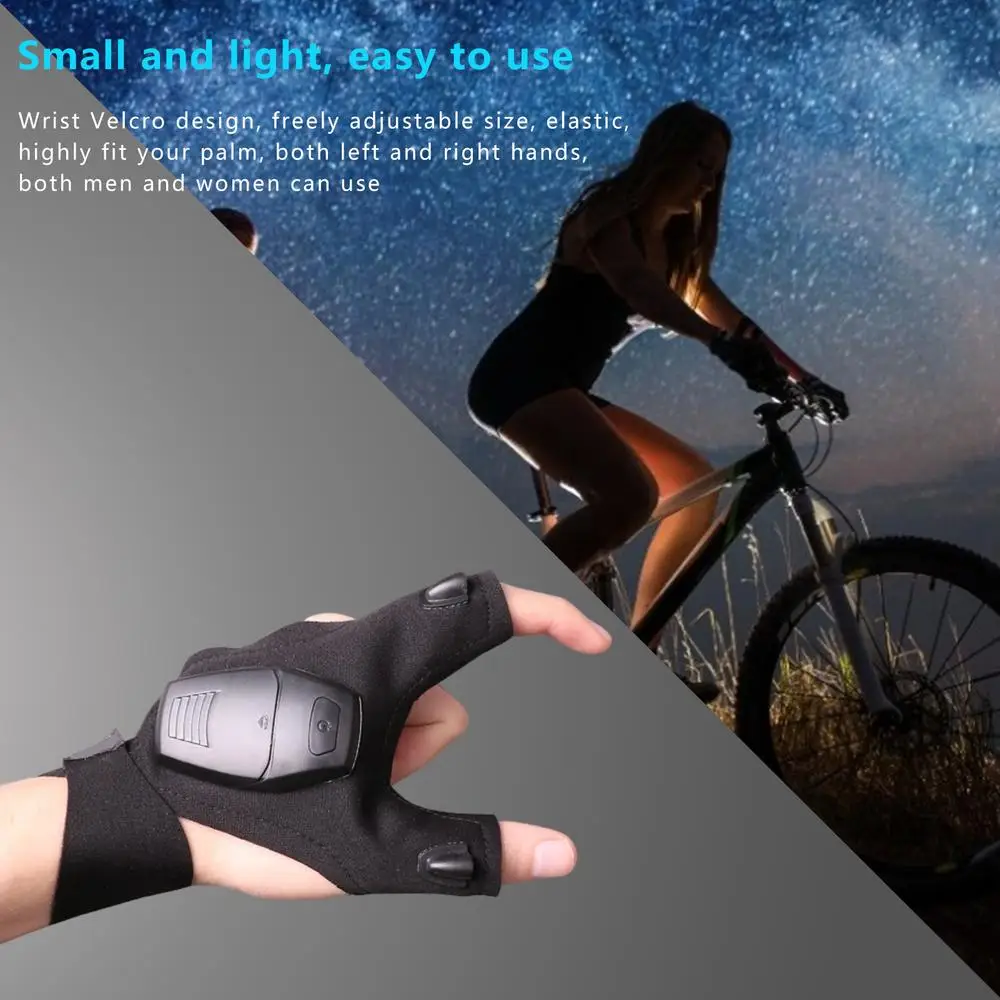 Small and light, easy to use
Wrist Velcro design, freely adjustable size, elastic,
highly fit your palm, both left and right hands,
both men and women can use